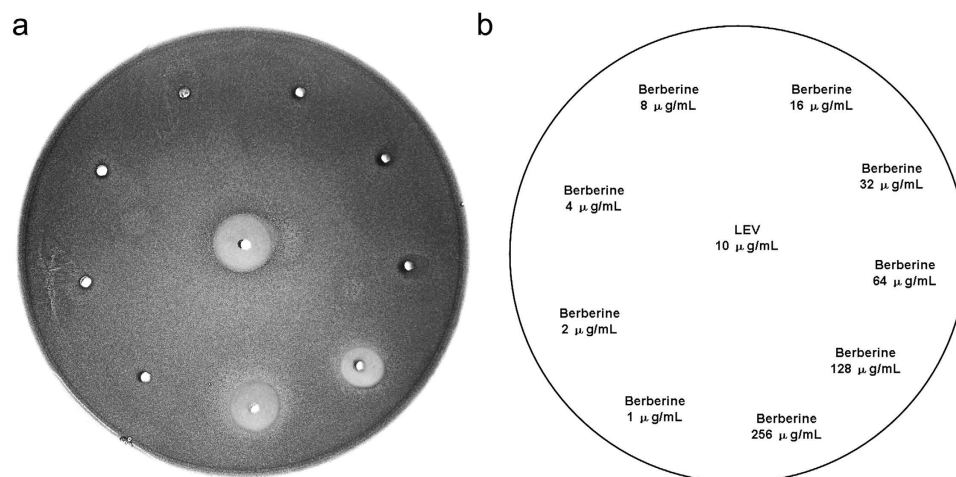 a
b
Berberine
8 μg/mL
Berberine
16 μg/mL
Berberine
4 μg/mL
Berberine
32 μg/mL
LEV
10 μg/mL
Berberine
64 μg/mL
Berberine
2 μg/mL
Berberine
128 μg/mL
Berberine
1 μg/mL
Berberine
256 μg/mL